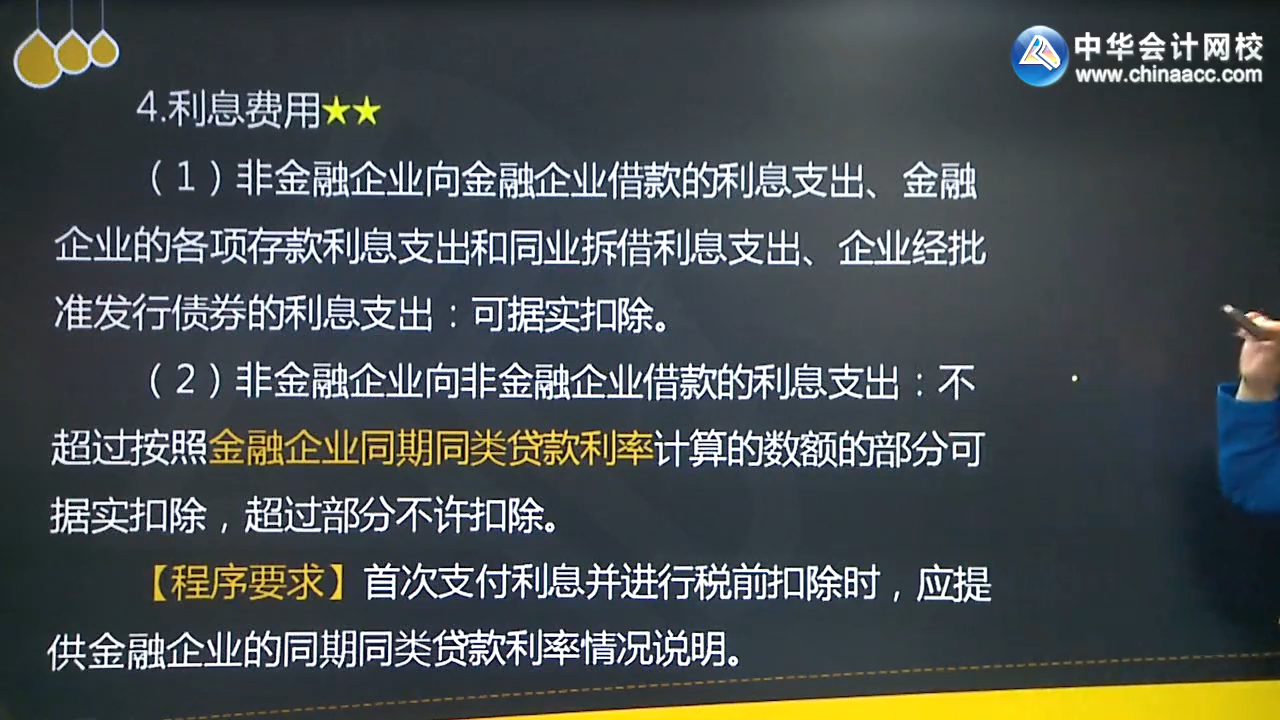 中华会计网校
www.chinaacc.com
4.利息费用★★
（1）非金融企业向金融企业借款的利息支出、金融
企业的各项存款利息支出和同业拆借利息支出、企业经批
准发行债券的利息支出：可据实扣除。
（2）非金融企业向非金融企业借款的利息支出：不
超过按照金融企业同期同类贷款利率计算的数额的部分可
据实扣除，超过部分不许扣除。
【程序要求】首次支付利息并进行税前扣除时，应提
供金融企业的同期同类贷款利率情况说明。